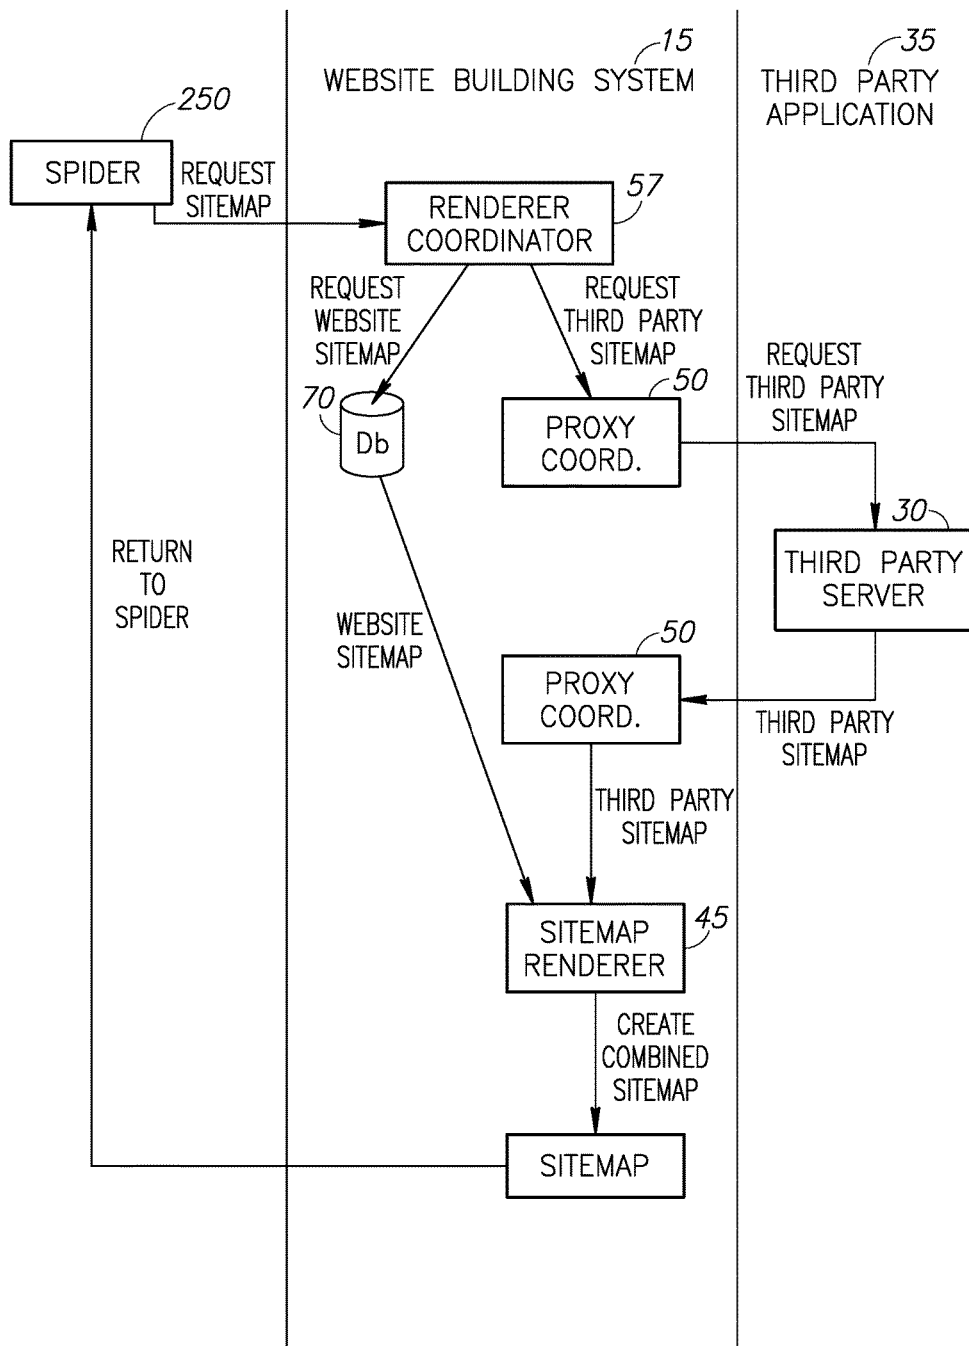 15
WEBSITE BUILDING SYSTEM
35
THIRD PARTY
APPLICATION
250
SPIDER
REQUEST
SITEMAP
57
RENDERER
COORDINATOR
REQUEST
WEBSITE
SITEMAP
REQUEST
THIRD PARTY
SITEMAP
70
Db
50
PROXY
COORD.
REQUEST
THIRD PARTY
SITEMAP
30
THIRD PARTY
SERVER
RETURN
TO
SPIDER
WEBSITE
SITEMAP
50
PROXY
COORD.
THIRD PARTY
SITEMAP
THIRD PARTY
SITEMAP
45
SITEMAP
RENDERER
CREATE
COMBINED
SITEMAP
SITEMAP